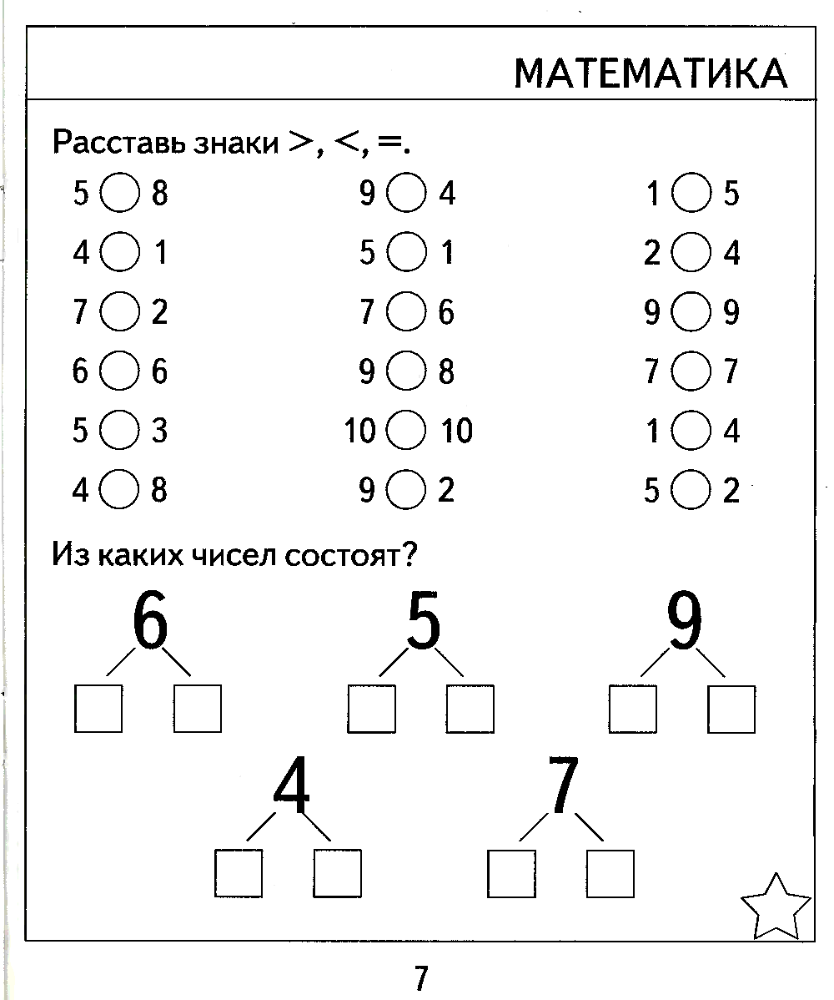 МАТЕМАТИКА
Расставь знаки >, <, =.
5 8 9 4 1 5
4 1 5 1 2 4
7 2 7 6 9 9
6 6 9 8 7 7
5 3 10 10 1 4
4 8 9 2 5 2
Из каких чисел состоят?
6 5 9
4 7
7